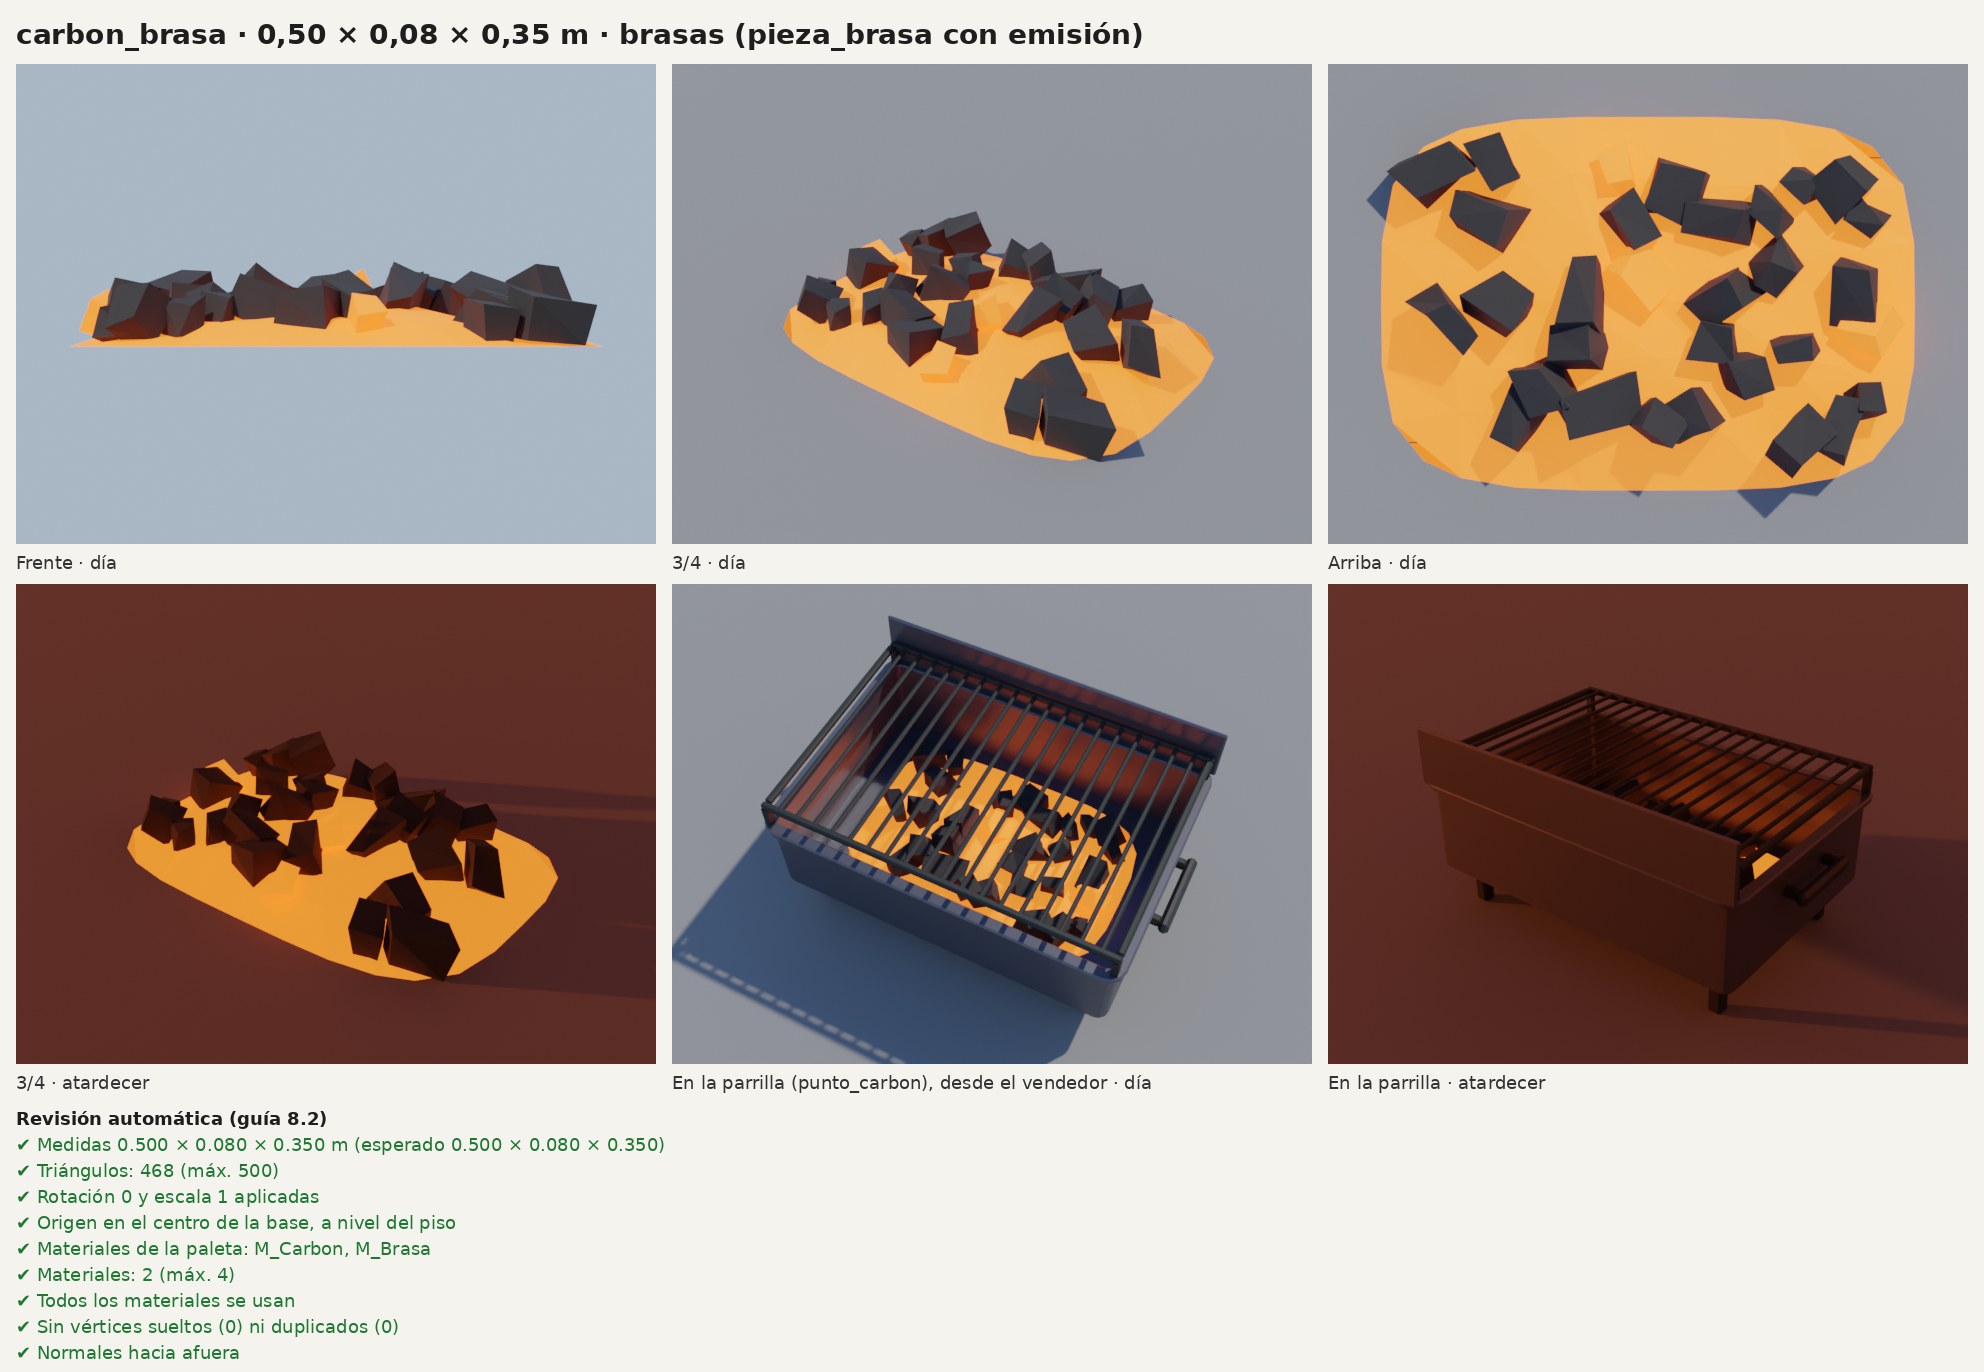 carbon_brasa · 0,50 × 0,08 × 0,35 m · brasas (pieza_brasa con emisión)
Frente · día
3/4 · día
Arriba · día
3/4 · atardecer
En la parrilla (punto_carbon), desde el vendedor · día
En la parrilla · atardecer
Revisión automática (guía 8.2)
✔ Medidas 0.500 × 0.080 × 0.350 m (esperado 0.500 × 0.080 × 0.350)
✔ Triángulos: 468 (máx. 500)
✔ Rotación 0 y escala 1 aplicadas
✔ Origen en el centro de la base, a nivel del piso
✔ Materiales de la paleta: M_Carbon, M_Brasa
✔ Materiales: 2 (máx. 4)
✔ Todos los materiales se usan
✔ Sin vértices sueltos (0) ni duplicados (0)
✔ Normales hacia afuera